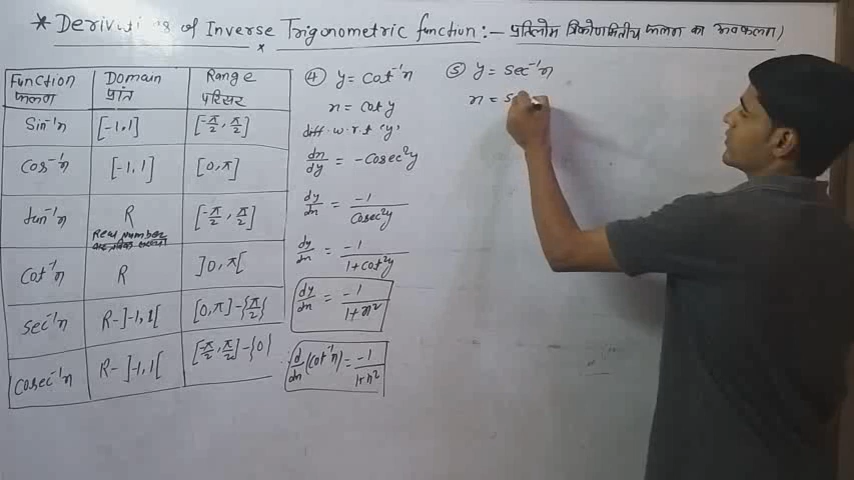 * Derivati s of Inverse Trigonometric function :- प्रतिलोम त्रिकोणमितीय फलन का अवकलन)
Function फलन | Domain प्रांत | Range परिसर
Sin⁻¹x | [-1,1] | [-π/2, π/2]
Cos⁻¹x | [-1,1] | [0,π]
tan⁻¹x | R Real Number | [-π/2, π/2]
Cot⁻¹x | R | ]0,π[
sec⁻¹x | R-]-1,1[ | [0,π]-{π/2}
cosec⁻¹x | R-]-1,1[ | [-π/2, π/2]-{0}
④ y = Cot⁻¹x
x = cot y
diff. w.r.t 'y'
dx/dy = -Cosec²y
dy/dx = -1/Cosec²y
dy/dx = -1/1+cot²y
dy/dx = -1/1+x²
∴ d/dx (Cot⁻¹x) = -1/1+x²
⑤ y = sec⁻¹x
x = s